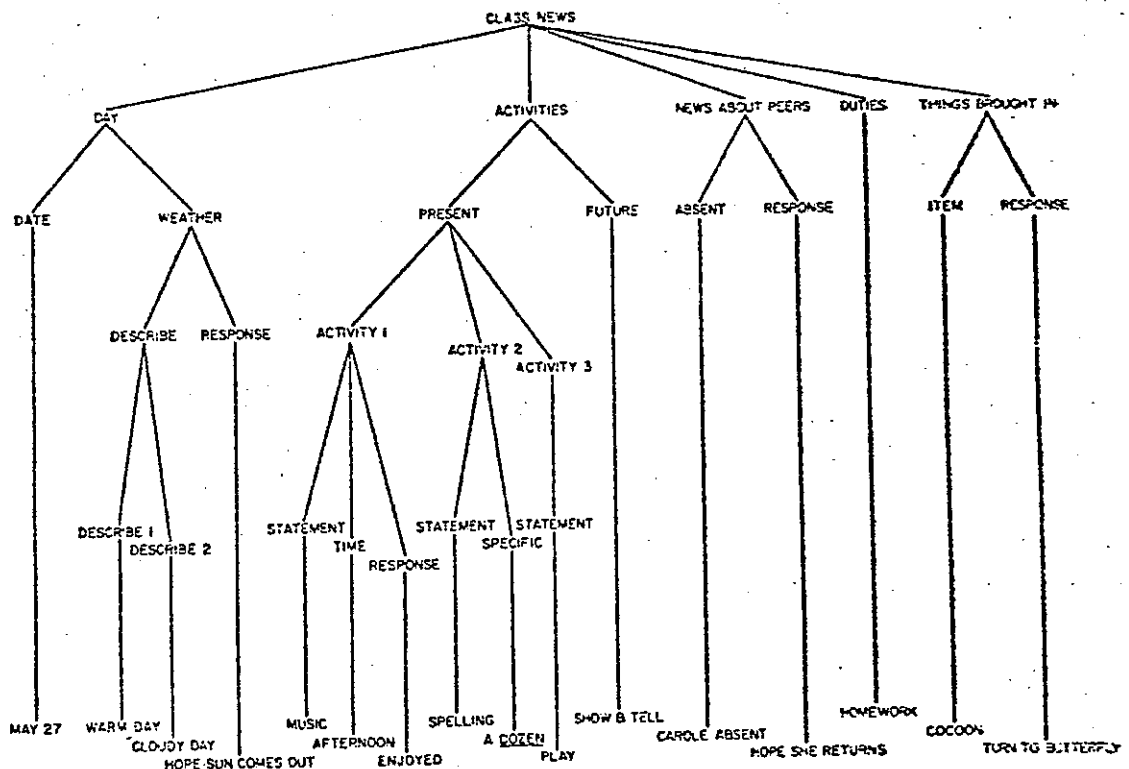 CLASS NEWS
DAY ACTIVITIES NEWS ABOUT PEERS DUTIES THINGS BROUGHT IN
DATE WEATHER PRESENT FUTURE ABSENT RESPONSE ITEM RESPONSE
DESCRIBE RESPONSE ACTIVITY 1 ACTIVITY 2 ACTIVITY 3
DESCRIBE 1 DESCRIBE 2 STATEMENT TIME RESPONSE STATEMENT SPECIFIC STATEMENT
MAY 27 WARM DAY CLOUDY DAY HOPE SUN COMES OUT MUSIC AFTERNOON ENJOYED SPELLING A DOZEN PLAY SHOW & TELL CAROLE ABSENT HOPE SHE RETURNS HOMEWORK COCOON TURN TO BUTTERFLY